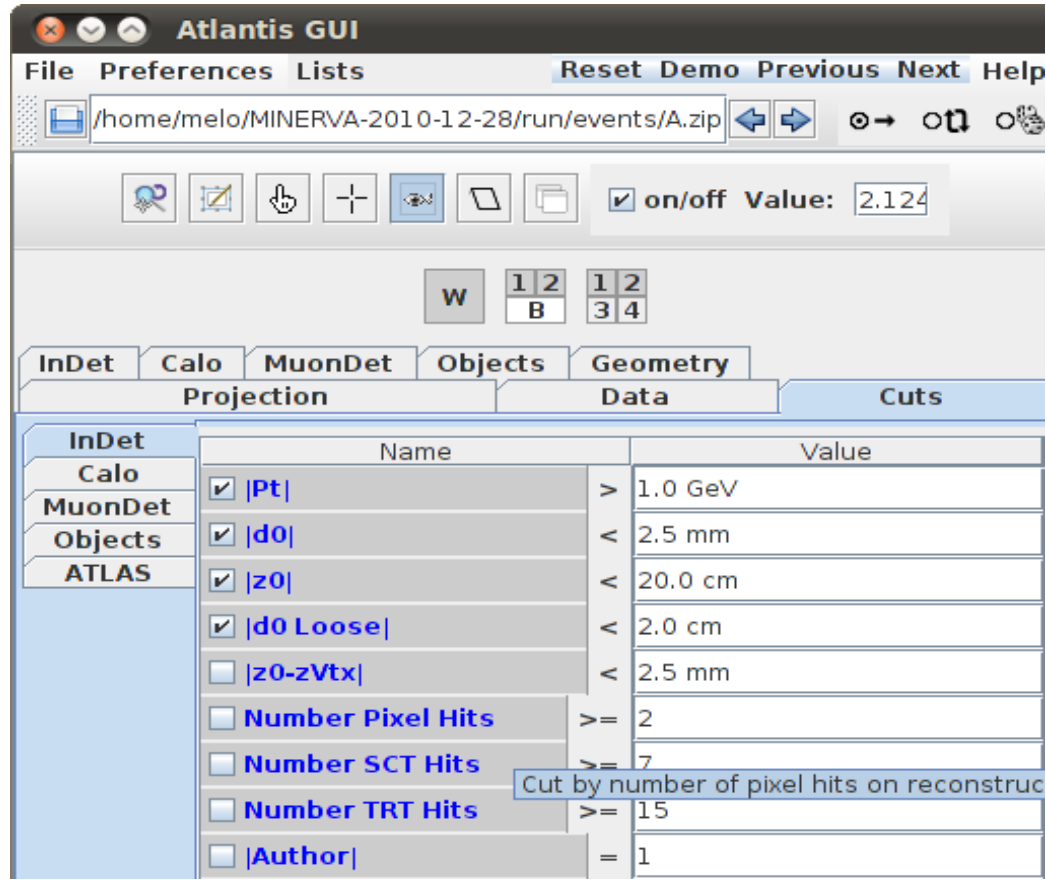 Atlantis GUI
File Preferences Lists Reset Demo Previous Next Help
/home/melo/MINERVA-2010-12-28/run/events/A.zip
on/off Value: 2.124
W 1 2 B 1 2 3 4
InDet Calo MuonDet Objects Geometry
Projection Data Cuts
InDet
Calo
MuonDet
Objects
ATLAS
Name Value
|Pt| > 1.0 GeV
|d0| < 2.5 mm
|z0| < 20.0 cm
|d0 Loose| < 2.0 cm
|z0-zVtx| < 2.5 mm
Number Pixel Hits >= 2
Number SCT Hits >= 7
Cut by number of pixel hits on reconstruc
Number TRT Hits >= 15
|Author| = 1